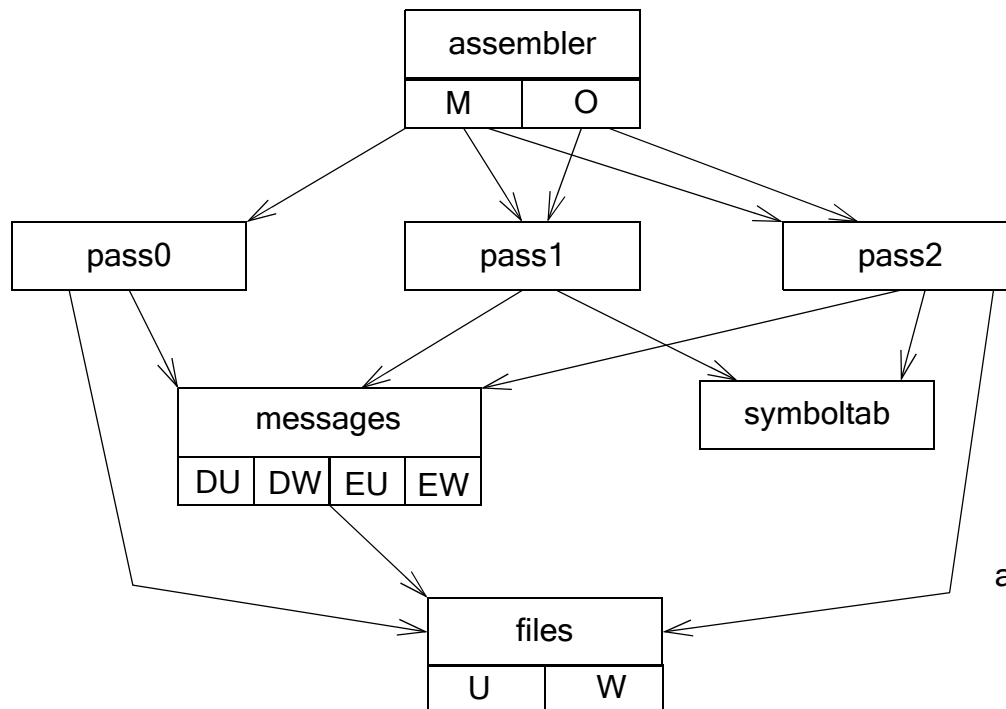 assembler
M O
pass0 pass1 pass2
messages symboltab
DU DW EU EW
a
files
U W